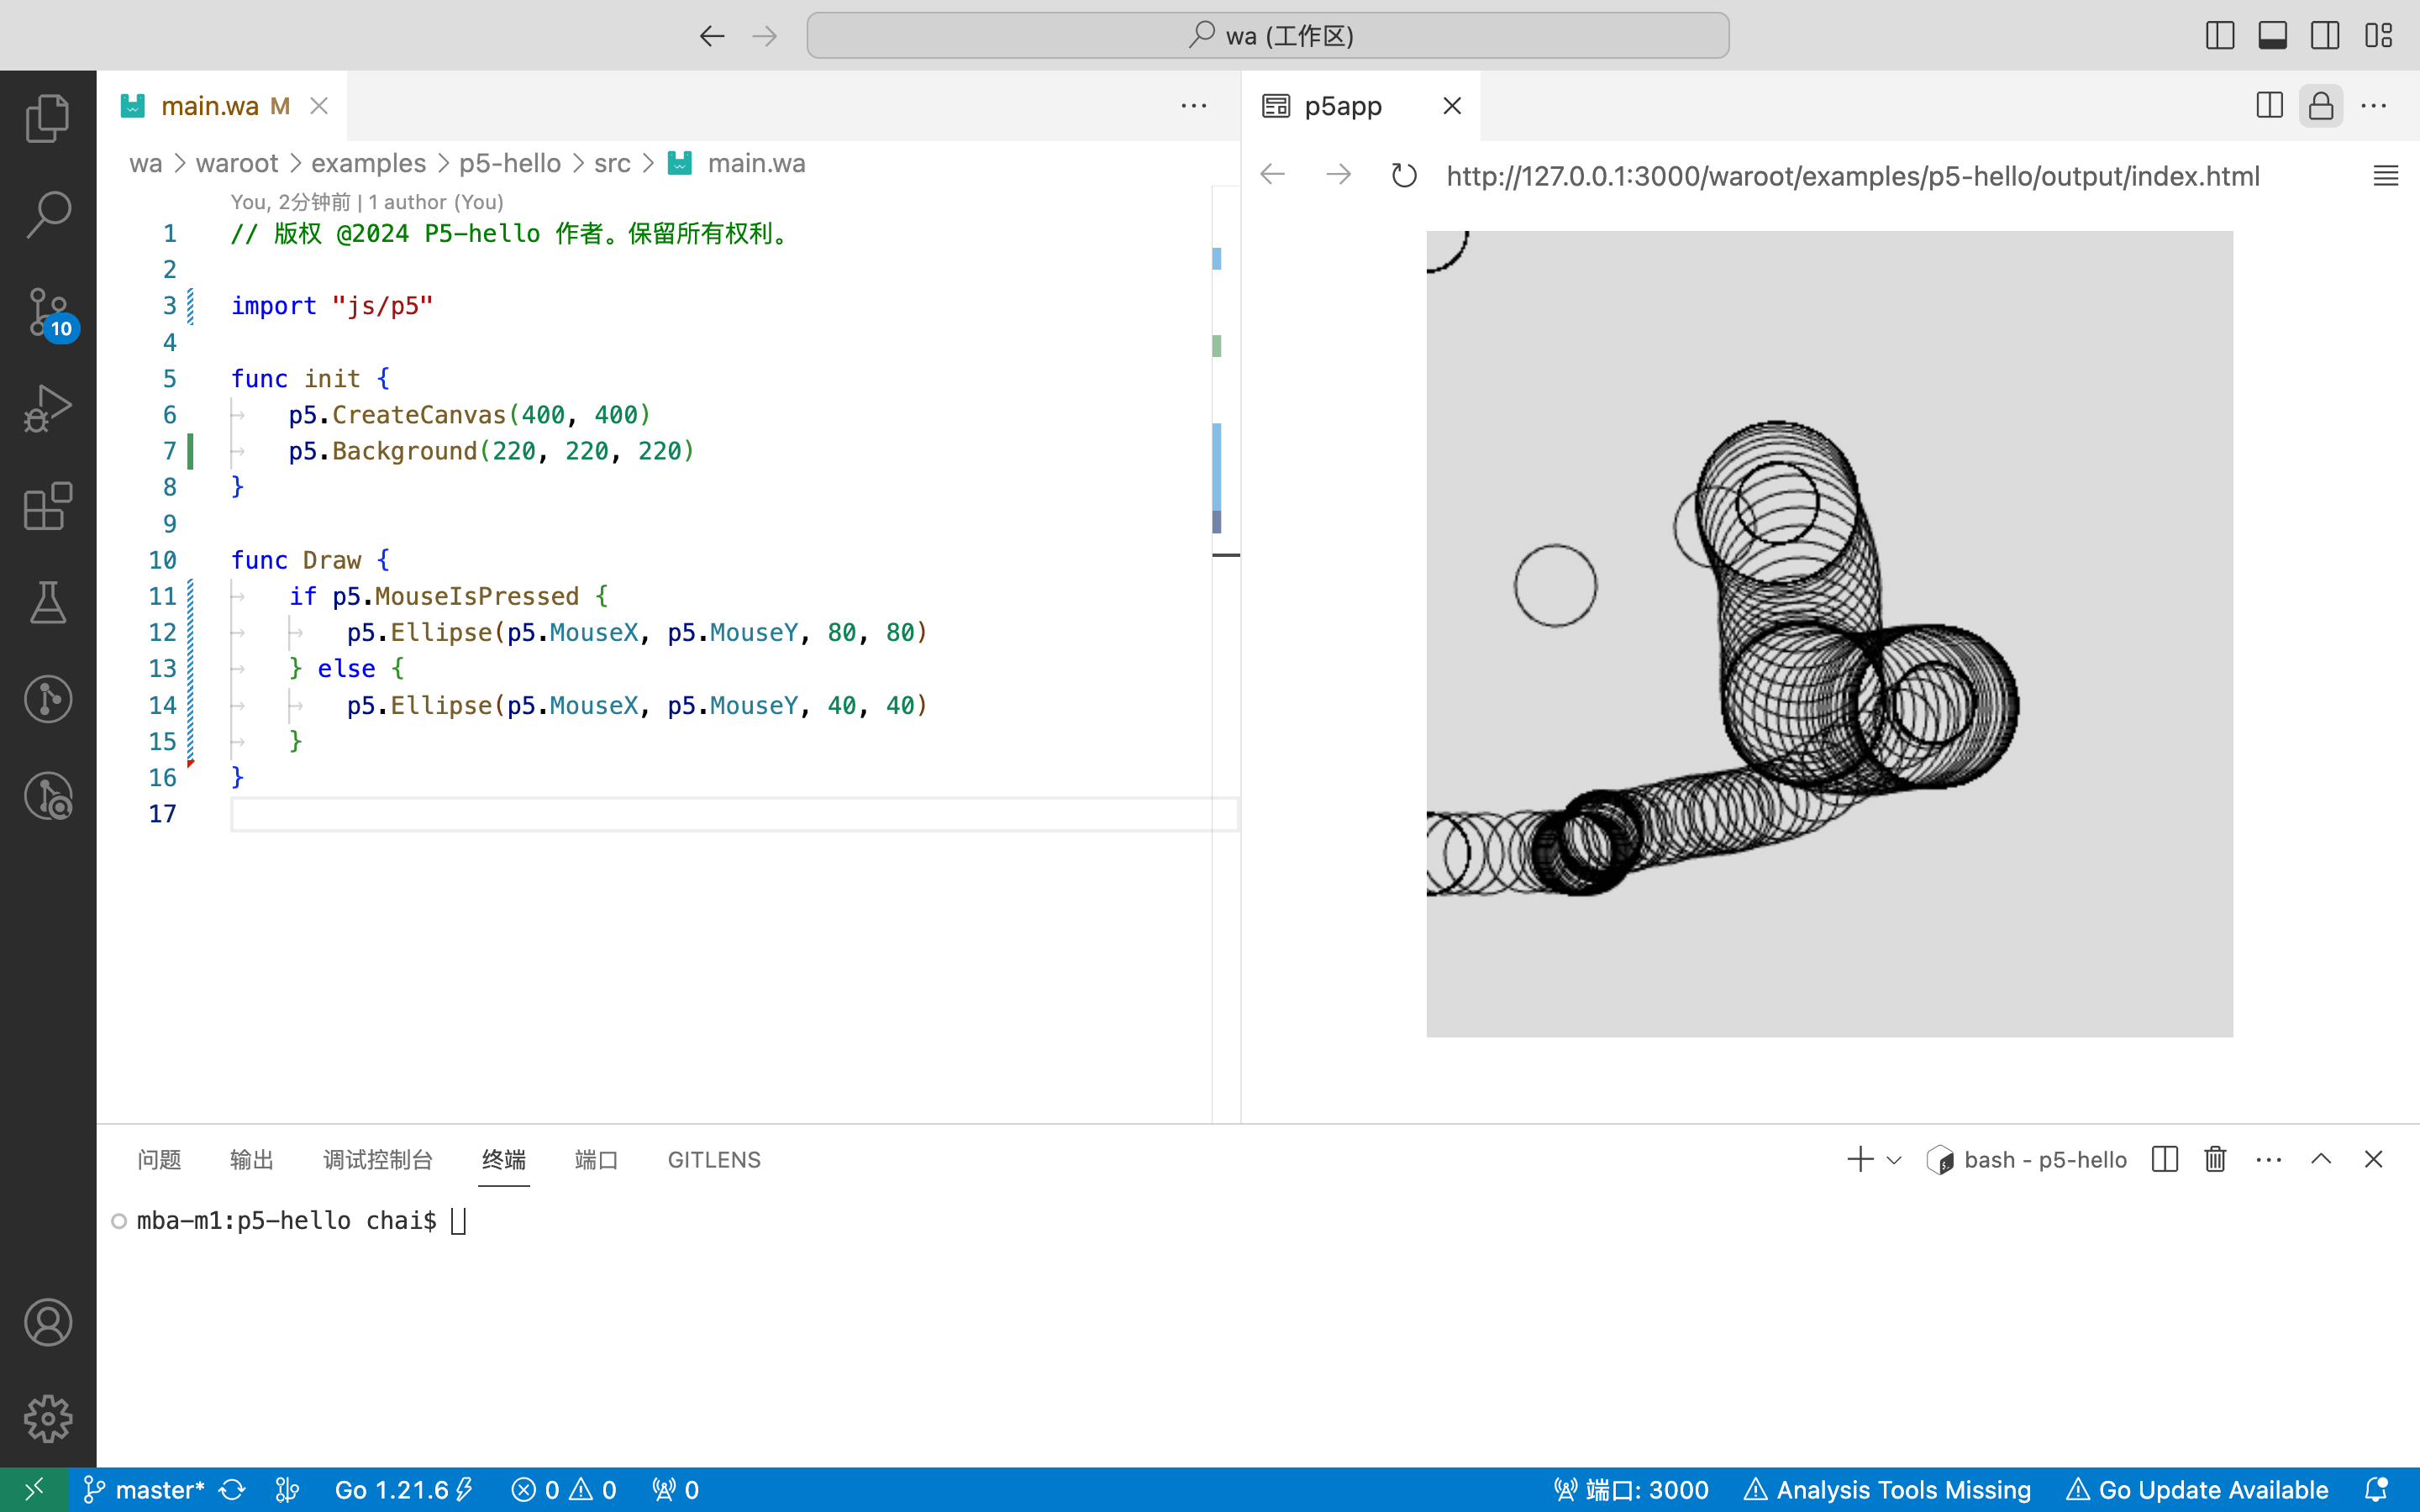 wa (工作区)
main.wa M
p5app
wa > waroot > examples > p5-hello > src > main.wa
http://127.0.0.1:3000/waroot/examples/p5-hello/output/index.html
You, 2分钟前 | 1 author (You)
1 // 版权 @2024 P5-hello 作者。保留所有权利。
2
3 import "js/p5"
4
5 func init {
6 p5.CreateCanvas(400, 400)
7 p5.Background(220, 220, 220)
8 }
9
10 func Draw {
11 if p5.MouseIsPressed {
12 p5.Ellipse(p5.MouseX, p5.MouseY, 80, 80)
13 } else {
14 p5.Ellipse(p5.MouseX, p5.MouseY, 40, 40)
15 }
16 }
17
10
问题 输出 调试控制台 终端 端口 GITLENS
bash - p5-hello
mba-m1:p5-hello chai$
master* Go 1.21.6 0 0 0 端口: 3000 Analysis Tools Missing Go Update Available